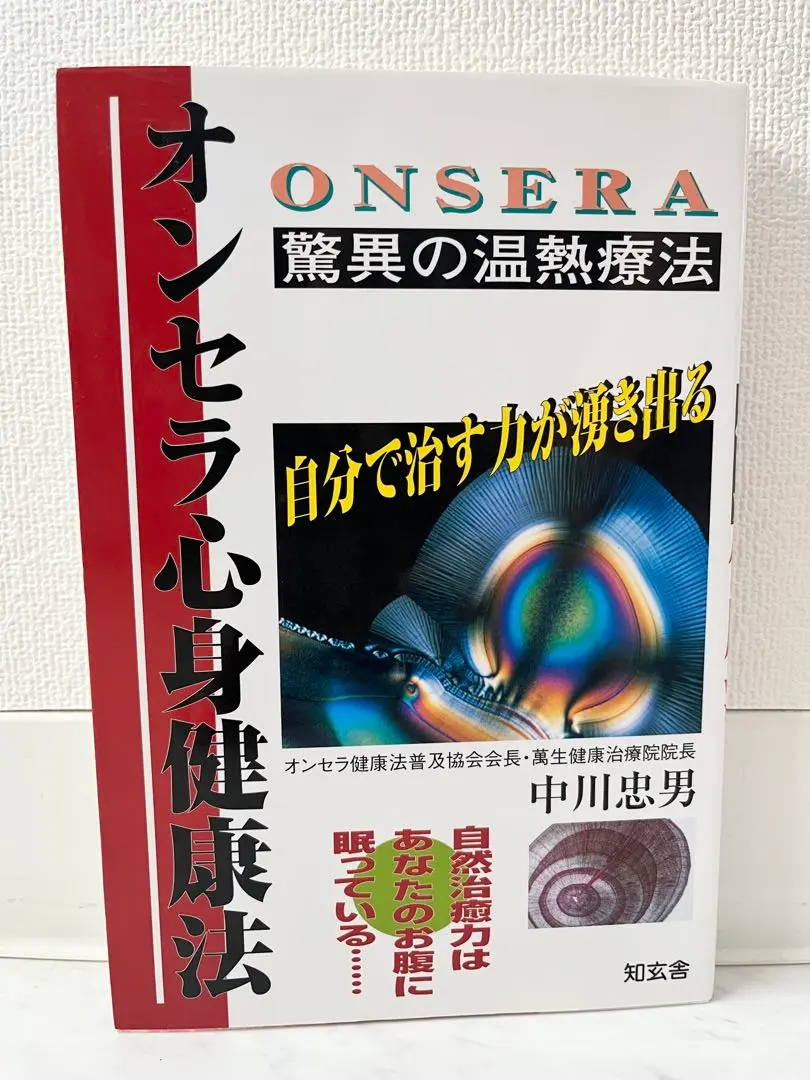 オンセラ心身健康法
ONSERA
驚異の温熱療法
自分で治す力が湧き出る
オンセラ健康法普及協会会長・萬生健康治療院院長
中川忠男
自然治癒力は
あなたのお腹に
眠っている……
知玄舎